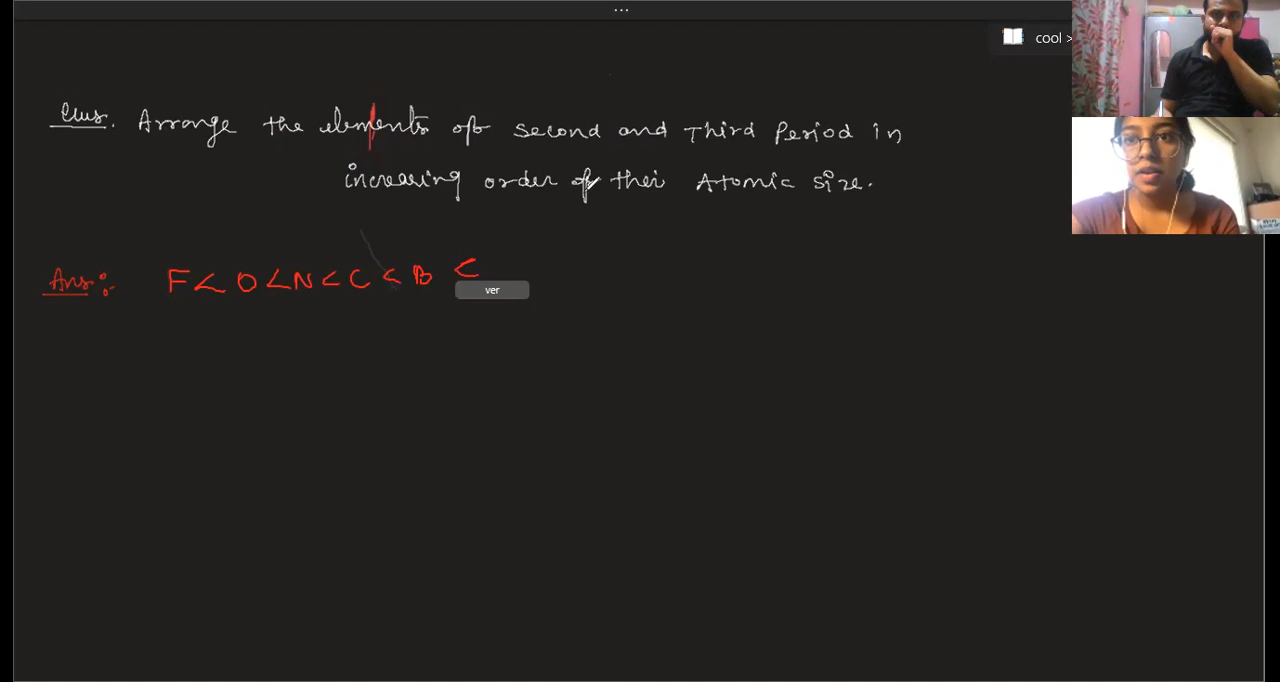 ...
cool >
Ques. Arrange the elements of Second and Third Period in
increasing order of their Atomic size.
Ans:- F < O < N < C < B <
ver